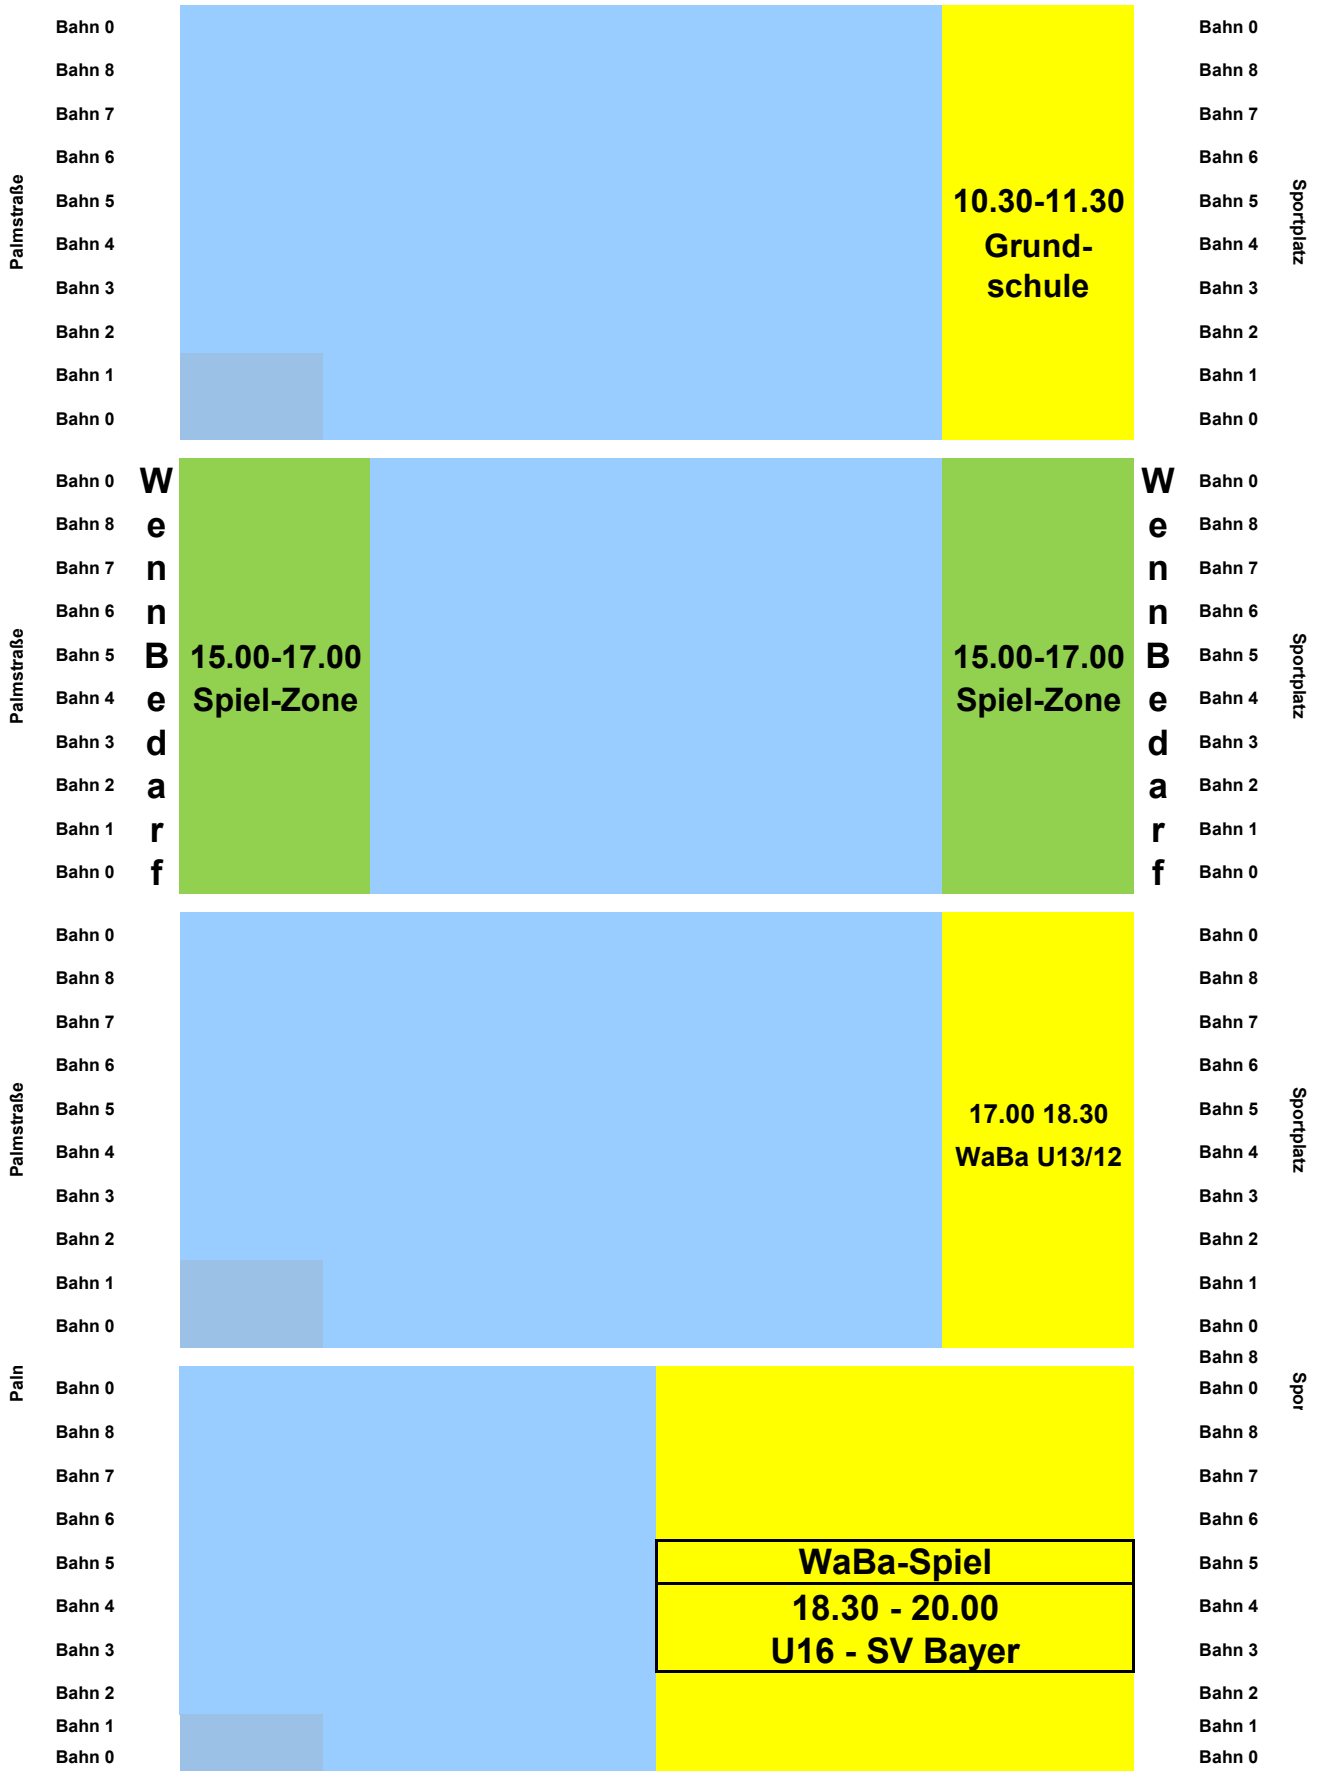 Bahn 0 Bahn 0
Bahn 8 Bahn 8
Bahn 7 Bahn 7
Bahn 6 Bahn 6
Palmstraße Bahn 5 10.30-11.30 Bahn 5 Sportplatz
Bahn 4 Grund- Bahn 4
Bahn 3 schule Bahn 3
Bahn 2 Bahn 2
Bahn 1 Bahn 1
Bahn 0 Bahn 0
Bahn 0 W W Bahn 0
Bahn 8 e e Bahn 8
Bahn 7 n n Bahn 7
Bahn 6 n n Bahn 6
Palmstraße Bahn 5 B 15.00-17.00 15.00-17.00 B Bahn 5 Sportplatz
Bahn 4 e Spiel-Zone Spiel-Zone e Bahn 4
Bahn 3 d d Bahn 3
Bahn 2 a a Bahn 2
Bahn 1 r r Bahn 1
Bahn 0 f f Bahn 0
Bahn 0 Bahn 0
Bahn 8 Bahn 8
Bahn 7 Bahn 7
Bahn 6 Bahn 6
Palmstraße Bahn 5 17.00 18.30 Bahn 5 Sportplatz
Bahn 4 WaBa U13/12 Bahn 4
Bahn 3 Bahn 3
Bahn 2 Bahn 2
Bahn 1 Bahn 1
Bahn 0 Bahn 0
Bahn 8
Paln Bahn 0 Bahn 0 Spor
Bahn 8 Bahn 8
Bahn 7 Bahn 7
Bahn 6 Bahn 6
Bahn 5 WaBa-Spiel Bahn 5
Bahn 4 18.30 - 20.00 Bahn 4
Bahn 3 U16 - SV Bayer Bahn 3
Bahn 2 Bahn 2
Bahn 1 Bahn 1
Bahn 0 Bahn 0